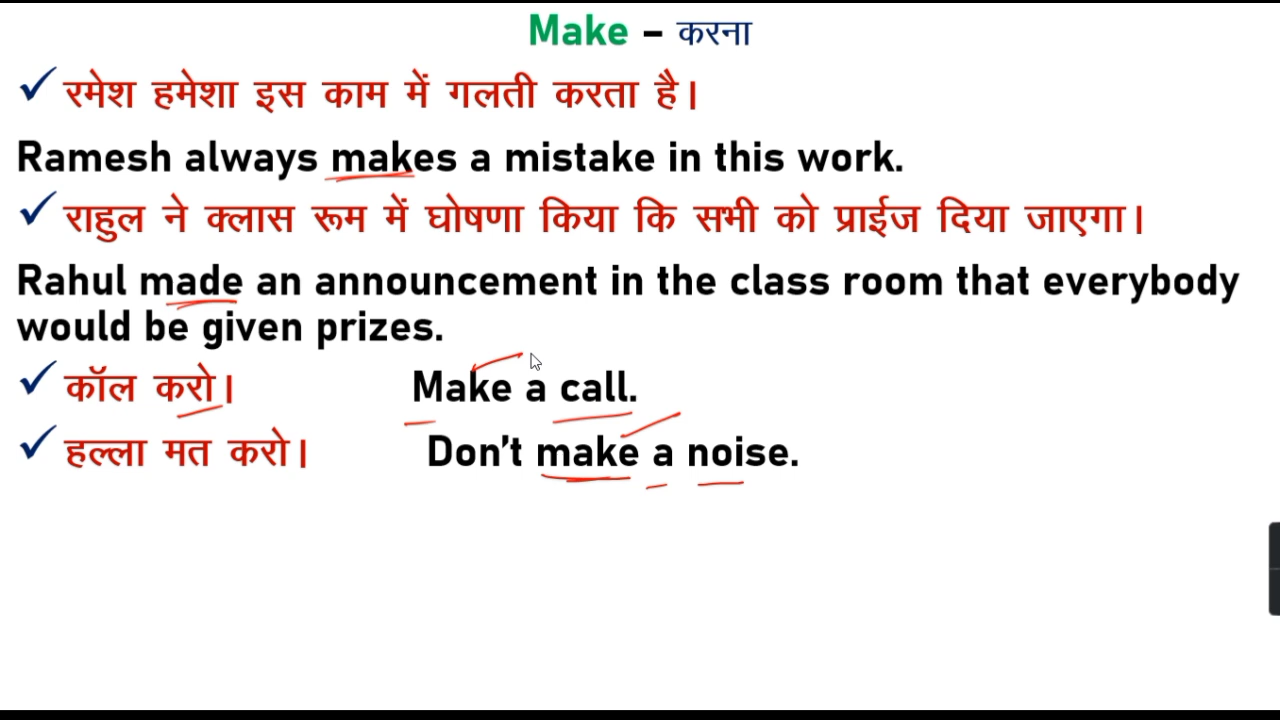 Make – करना
रमेश हमेशा इस काम में गलती करता है।
Ramesh always makes a mistake in this work.
राहुल ने क्लास रूम में घोषणा किया कि सभी को प्राईज दिया जाएगा।
Rahul made an announcement in the class room that everybody
would be given prizes.
कॉल करो। Make a call.
हल्ला मत करो। Don’t make a noise.